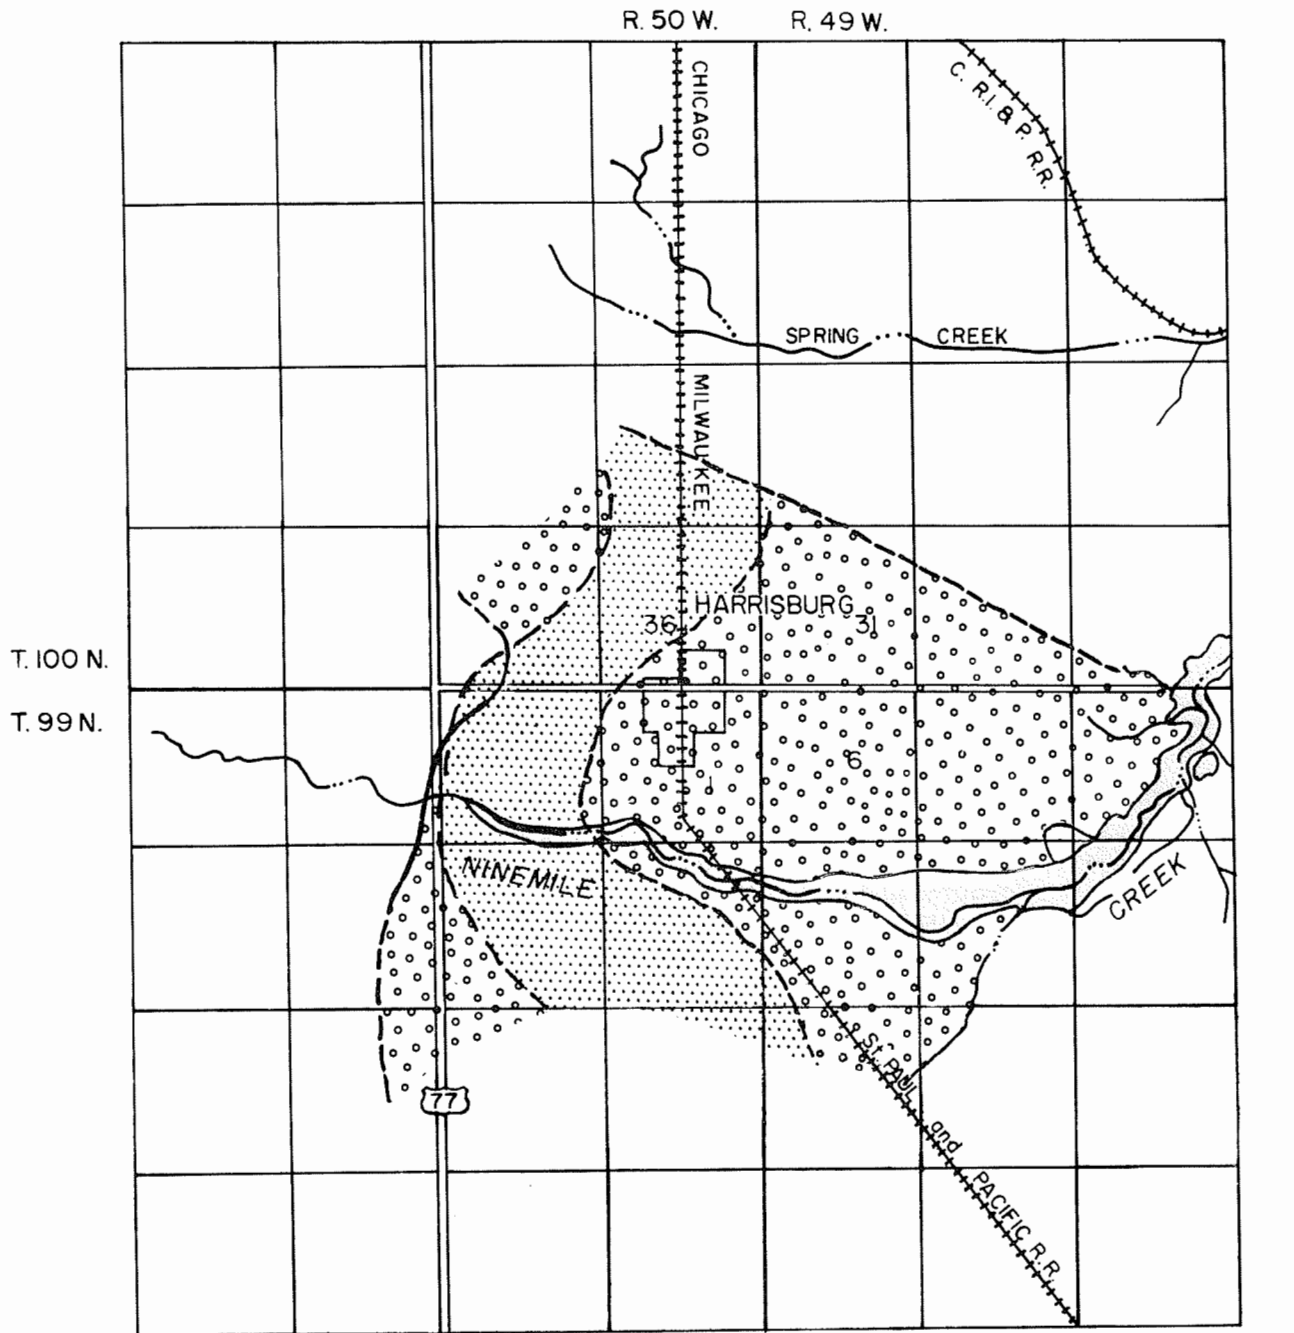 R. 50 W. R. 49 W.
CHICAGO
C. R.I. & P. R.R.
SPRING CREEK
MILWAUKEE
HARRISBURG
36 31
T. 100 N.
T. 99 N.
6
1
NINEMILE
CREEK
St. PAUL and PACIFIC R.R.
77